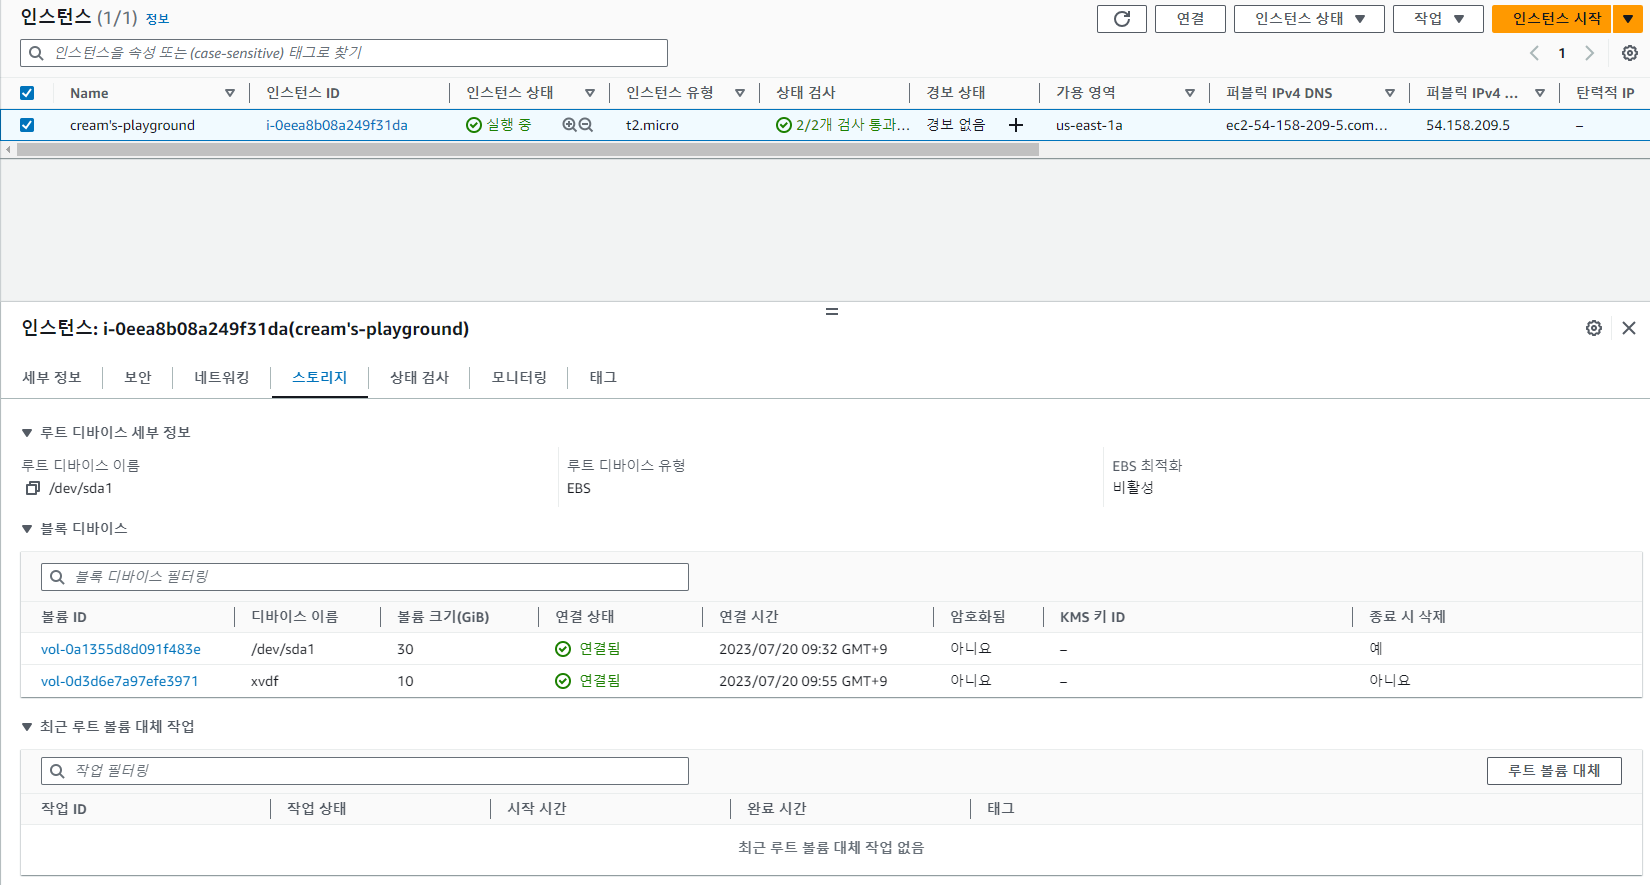 인스턴스 (1/1) 정보
연결
인스턴스 상태
작업
인스턴스 시작
인스턴스을 속성 또는 (case-sensitive) 태그로 찾기
1
Name 인스턴스 ID 인스턴스 상태 인스턴스 유형 상태 검사 경보 상태 가용 영역 퍼블릭 IPv4 DNS 퍼블릭 IPv4 ... 탄력적 IP
cream's-playground i-0eea8b08a249f31da 실행 중 t2.micro 2/2개 검사 통과... 경보 없음 + us-east-1a ec2-54-158-209-5.com... 54.158.209.5 –
인스턴스: i-0eea8b08a249f31da(cream's-playground)
세부 정보 보안 네트워킹 스토리지 상태 검사 모니터링 태그
루트 디바이스 세부 정보
루트 디바이스 이름 루트 디바이스 유형 EBS 최적화
/dev/sda1 EBS 비활성
블록 디바이스
블록 디바이스 필터링
볼륨 ID 디바이스 이름 볼륨 크기(GiB) 연결 상태 연결 시간 암호화됨 KMS 키 ID 종료 시 삭제
vol-0a1355d8d091f483e /dev/sda1 30 연결됨 2023/07/20 09:32 GMT+9 아니요 – 예
vol-0d3d6e7a97efe3971 xvdf 10 연결됨 2023/07/20 09:55 GMT+9 아니요 – 아니요
최근 루트 볼륨 대체 작업
작업 필터링
루트 볼륨 대체
작업 ID 작업 상태 시작 시간 완료 시간 태그
최근 루트 볼륨 대체 작업 없음